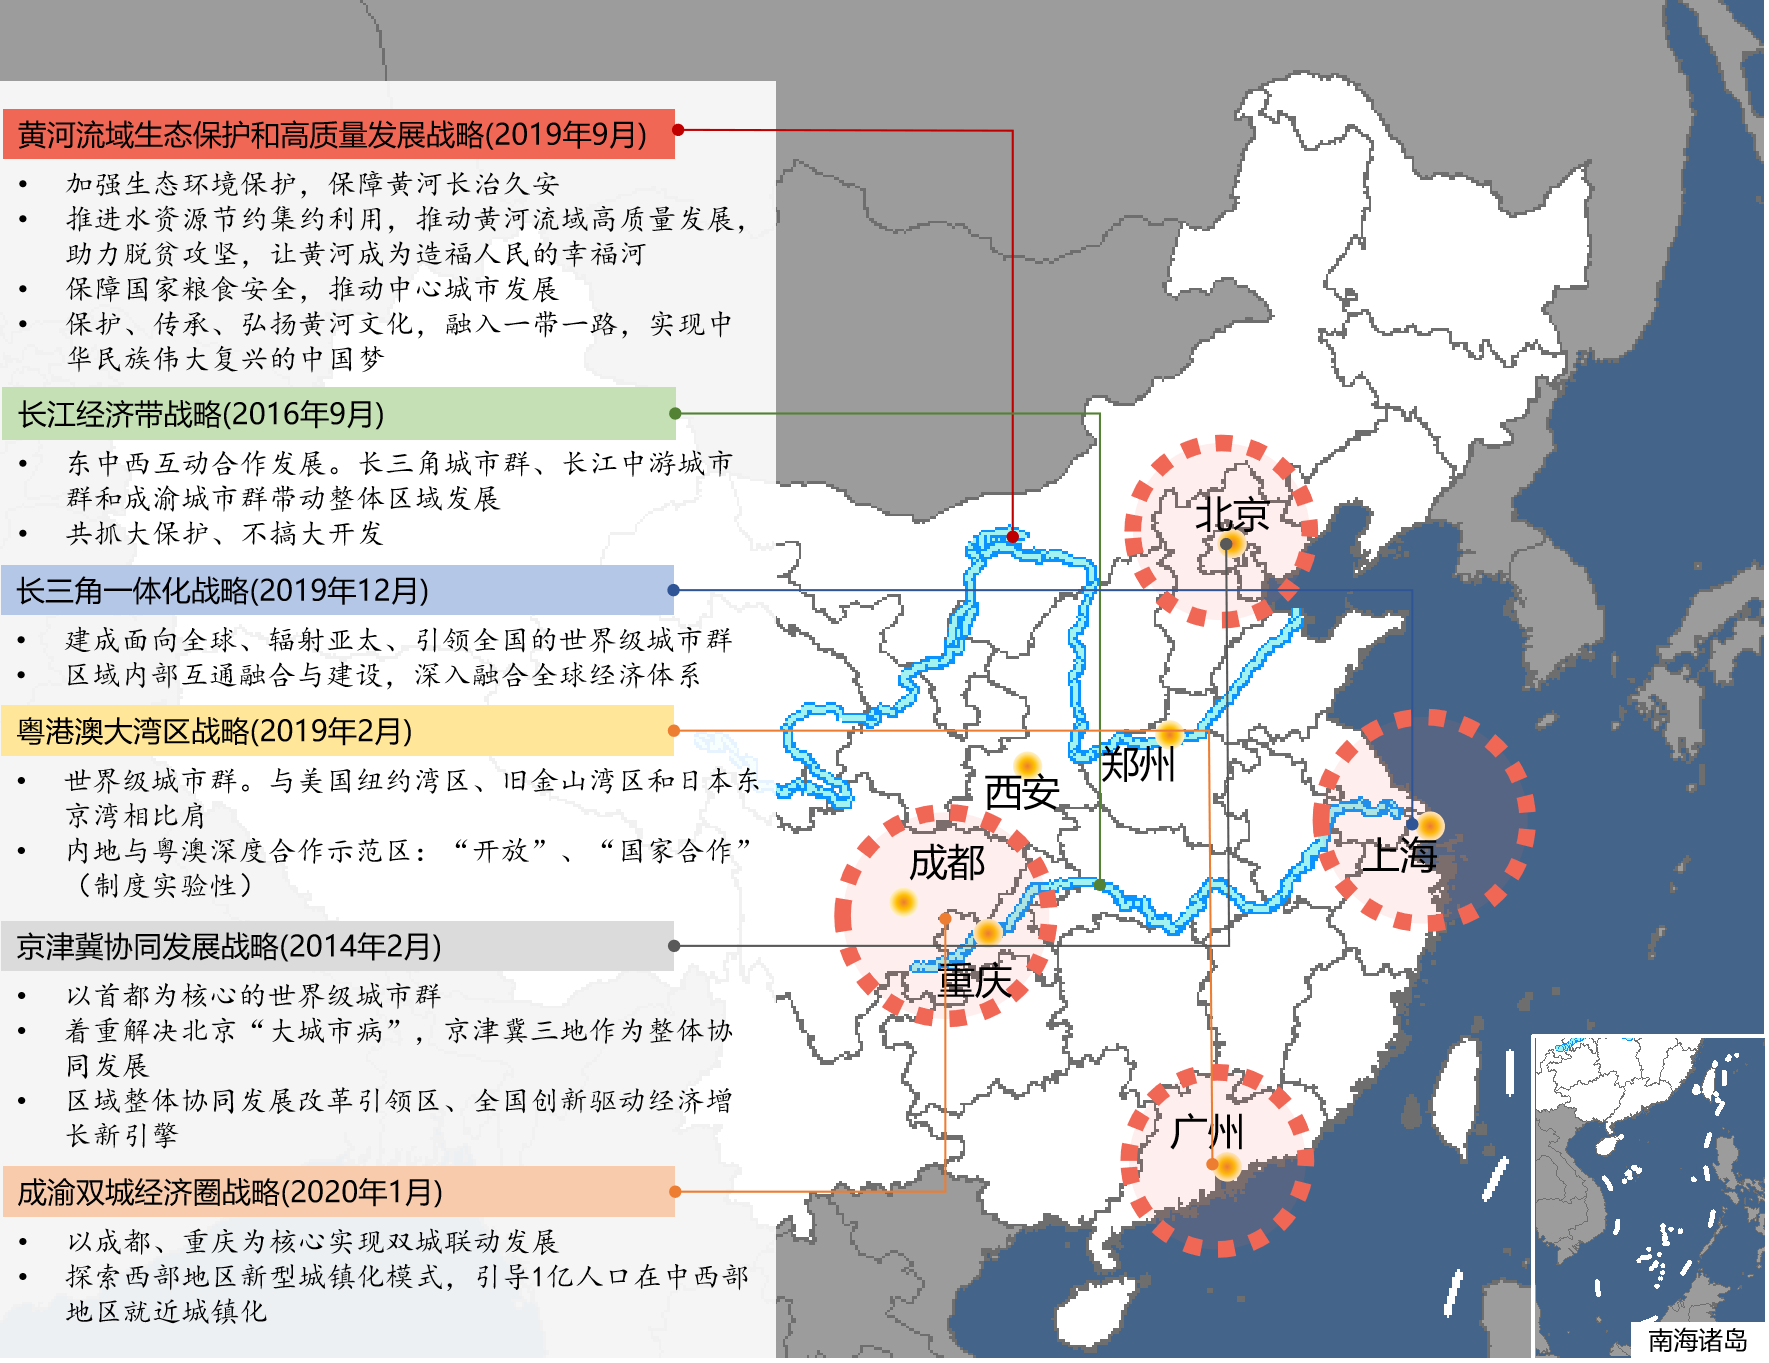 黄河流域生态保护和高质量发展战略(2019年9月)
• 加强生态环境保护，保障黄河长治久安
• 推进水资源节约集约利用，推动黄河流域高质量发展，
助力脱贫攻坚，让黄河成为造福人民的幸福河
• 保障国家粮食安全，推动中心城市发展
• 保护、传承、弘扬黄河文化，融入一带一路，实现中
华民族伟大复兴的中国梦
长江经济带战略(2016年9月)
• 东中西互动合作发展。长三角城市群、长江中游城市
群和成渝城市群带动整体区域发展
• 共抓大保护、不搞大开发
长三角一体化战略(2019年12月)
• 建成面向全球、辐射亚太、引领全国的世界级城市群
• 区域内部互通融合与建设，深入融合全球经济体系
粤港澳大湾区战略(2019年2月)
• 世界级城市群。与美国纽约湾区、旧金山湾区和日本东
京湾相比肩
• 内地与粤澳深度合作示范区：“开放”、“国家合作”
（制度实验性）
京津冀协同发展战略(2014年2月)
• 以首都为核心的世界级城市群
• 着重解决北京“大城市病”，京津冀三地作为整体协
同发展
• 区域整体协同发展改革引领区、全国创新驱动经济增
长新引擎
成渝双城经济圈战略(2020年1月)
• 以成都、重庆为核心实现双城联动发展
• 探索西部地区新型城镇化模式，引导1亿人口在中西部
地区就近城镇化
北京
郑州
西安
成都
上海
重庆
广州
南海诸岛